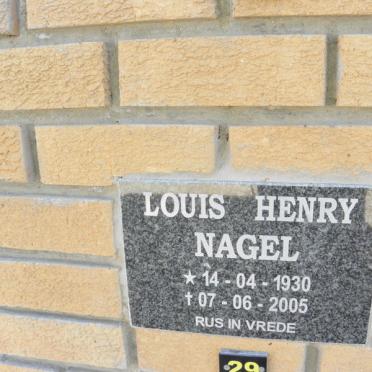 LOUIS HENRY
NAGEL
★ 14 - 04 - 1930
† 07 - 06 - 2005
RUS IN VREDE
29